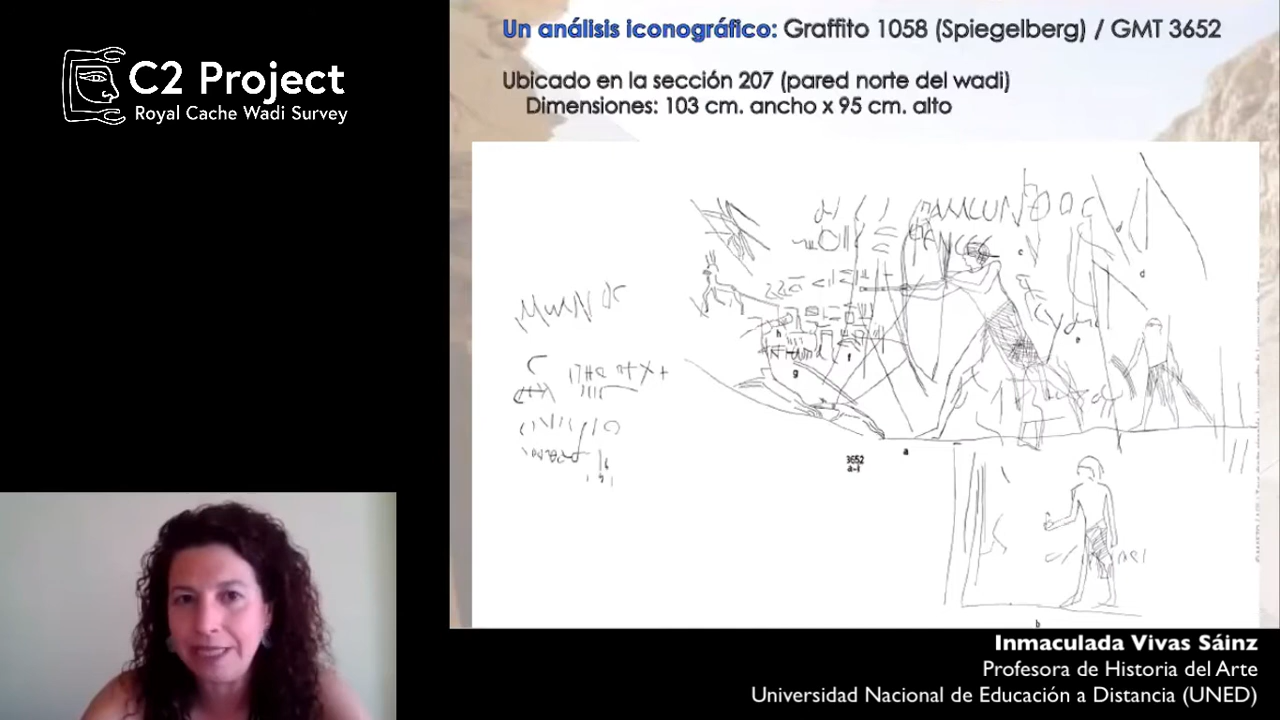 C2 Project
Royal Cache Wadi Survey
Un análisis iconográfico: Graffito 1058 (Spiegelberg) / GMT 3652
Ubicado en la sección 207 (pared norte del wadi)
Dimensiones: 103 cm. ancho x 95 cm. alto
c
d
e
h
f
g
a
3652
a-i
b
Inmaculada Vivas Sáinz
Profesora de Historia del Arte
Universidad Nacional de Educación a Distancia (UNED)